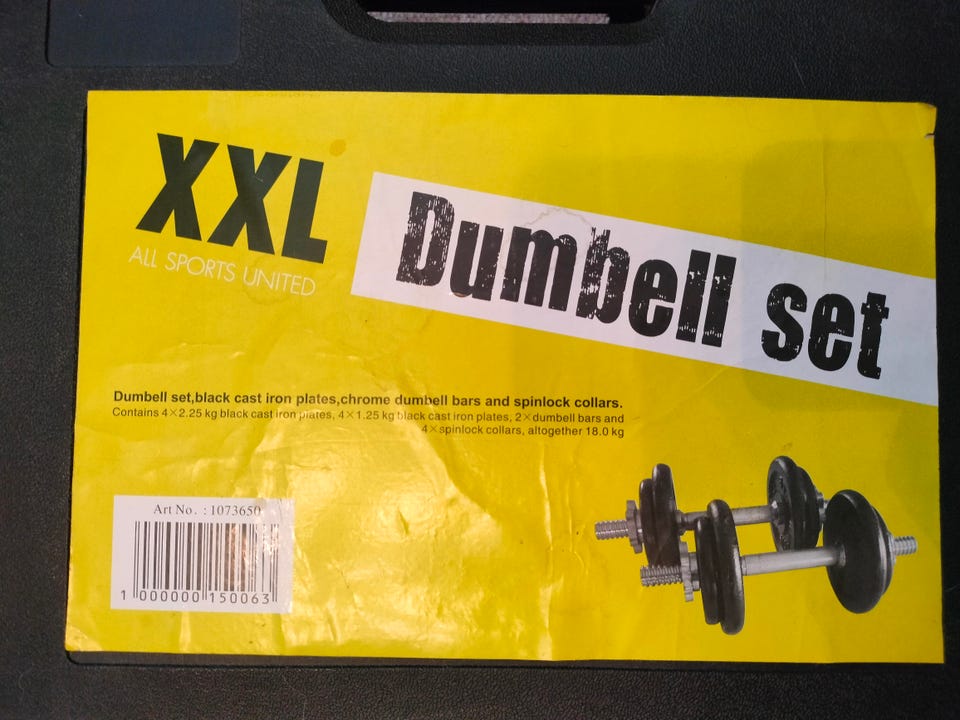 XXL
ALL SPORTS UNITED
Dumbell set
Dumbell set,black cast iron plates,chrome dumbell bars and spinlock collars.
Contains 4×2.25 kg black cast iron plates, 4×1.25 kg black cast iron plates, 2×dumbell bars and
4×spinlock collars, altogether 18.0 kg
Art No. :1073650
1 000000 150063